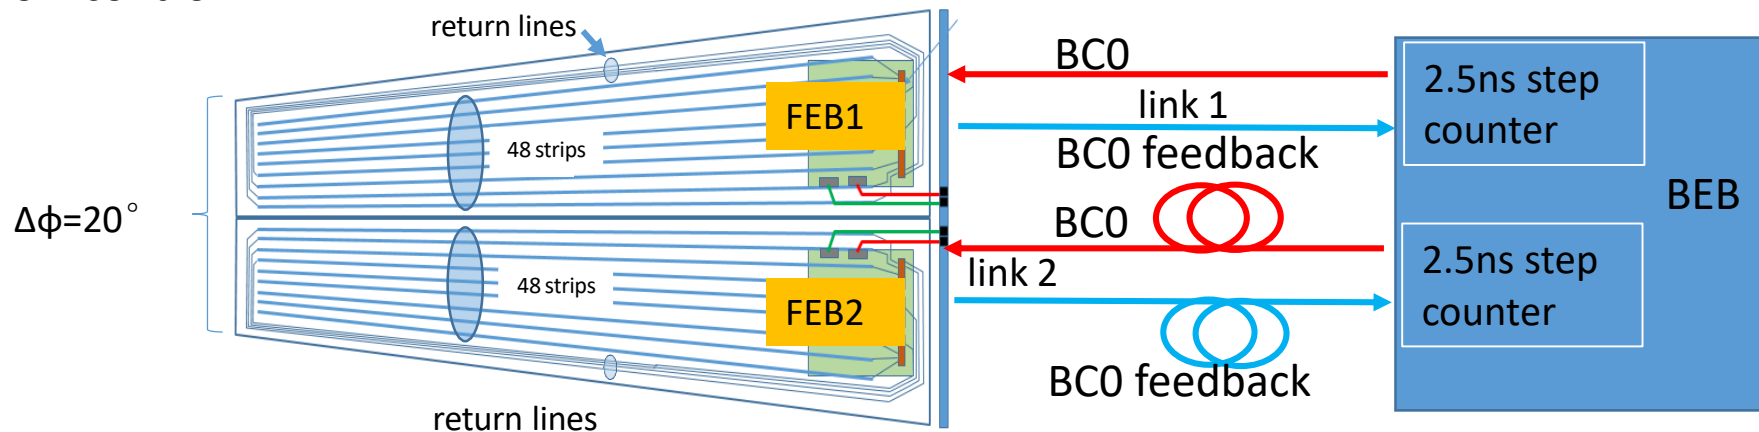 return lines
BC0
2.5ns step
counter
FEB1
link 1
48 strips
BC0 feedback
BEB
Δϕ=20°
BC0
2.5ns step
counter
link 2
48 strips
FEB2
BC0 feedback
return lines